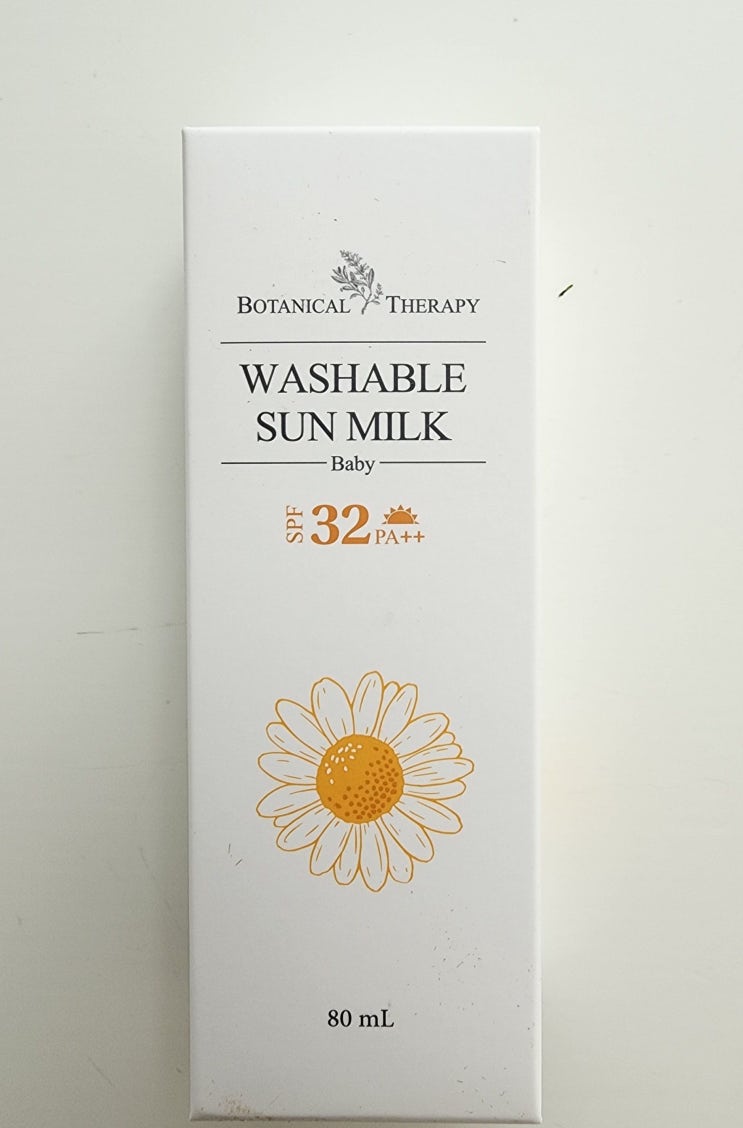 BOTANICAL THERAPY
WASHABLE
SUN MILK
Baby
SPF 32 PA++
80 mL